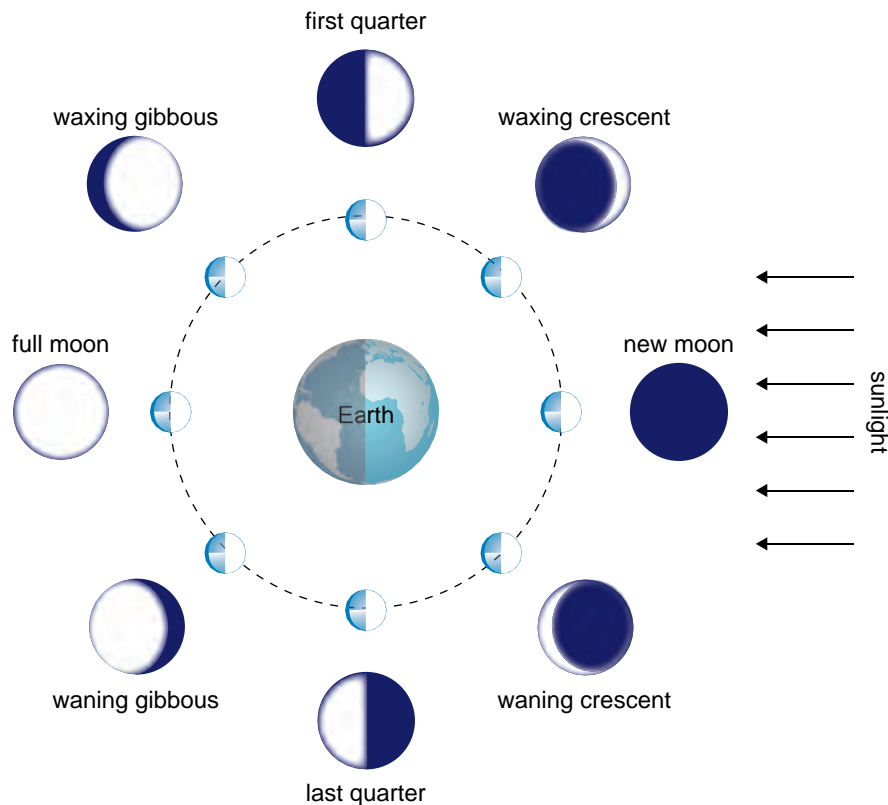 first quarter
waxing gibbous
waxing crescent
full moon
new moon
sunlight
Earth
waning gibbous
waning crescent
last quarter